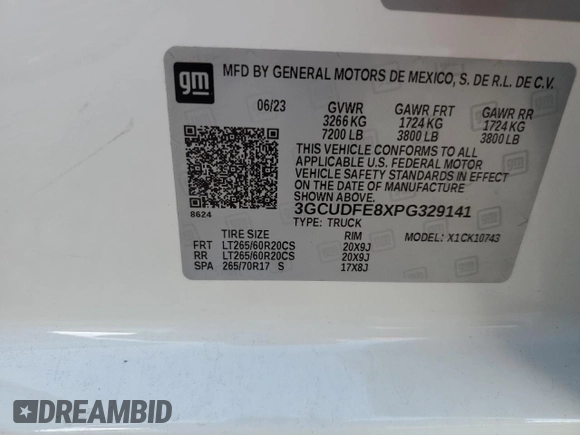 gm
MFD BY GENERAL MOTORS DE MEXICO, S. DE R.L. DE C.V.
06/23 GVWR GAWR FRT GAWR RR
3266 KG 1724 KG 1724 KG
7200 LB 3800 LB 3800 LB
THIS VEHICLE CONFORMS TO ALL
APPLICABLE U.S. FEDERAL MOTOR
VEHICLE SAFETY STANDARDS IN EFFECT
ON THE DATE OF MANUFACTURE
SHOWN ABOVE.
8624
3GCUDFE8XPG329141
TYPE: TRUCK
MODEL: X1CK10743
TIRE SIZE RIM
FRT LT265/60R20CS 20X9J
RR LT265/60R20CS 20X9J
SPA 265/70R17 S 17X8J
DREAMBID